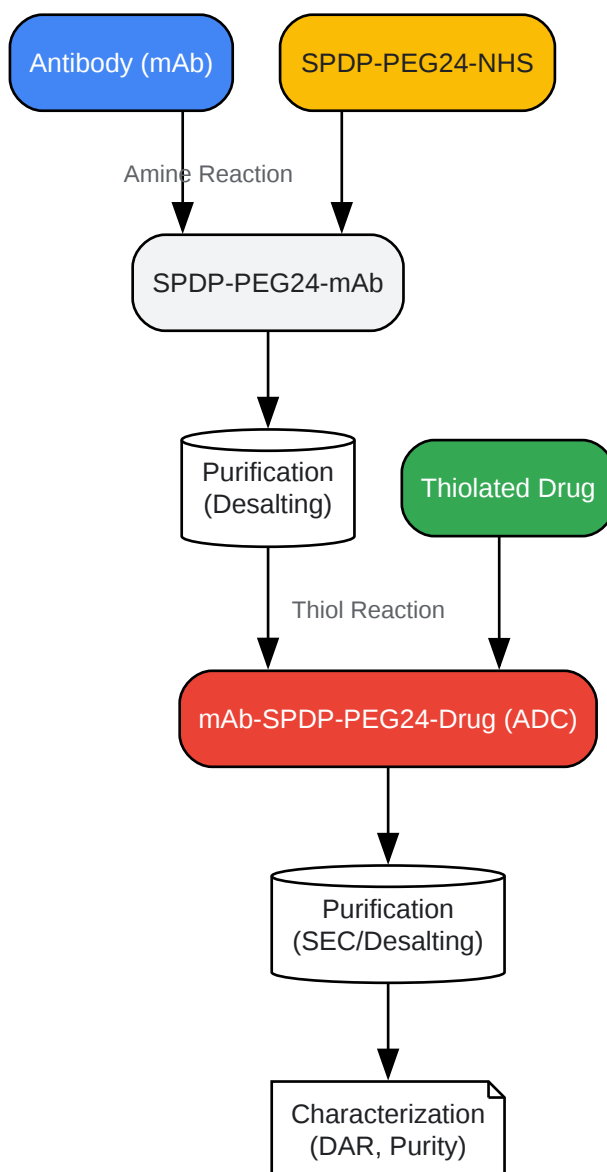 Antibody (mAb)
SPDP-PEG24-NHS
Amine Reaction
SPDP-PEG24-mAb
Purification
(Desalting)
Thiolated Drug
Thiol Reaction
mAb-SPDP-PEG24-Drug (ADC)
Purification
(SEC/Desalting)
Characterization
(DAR, Purity)